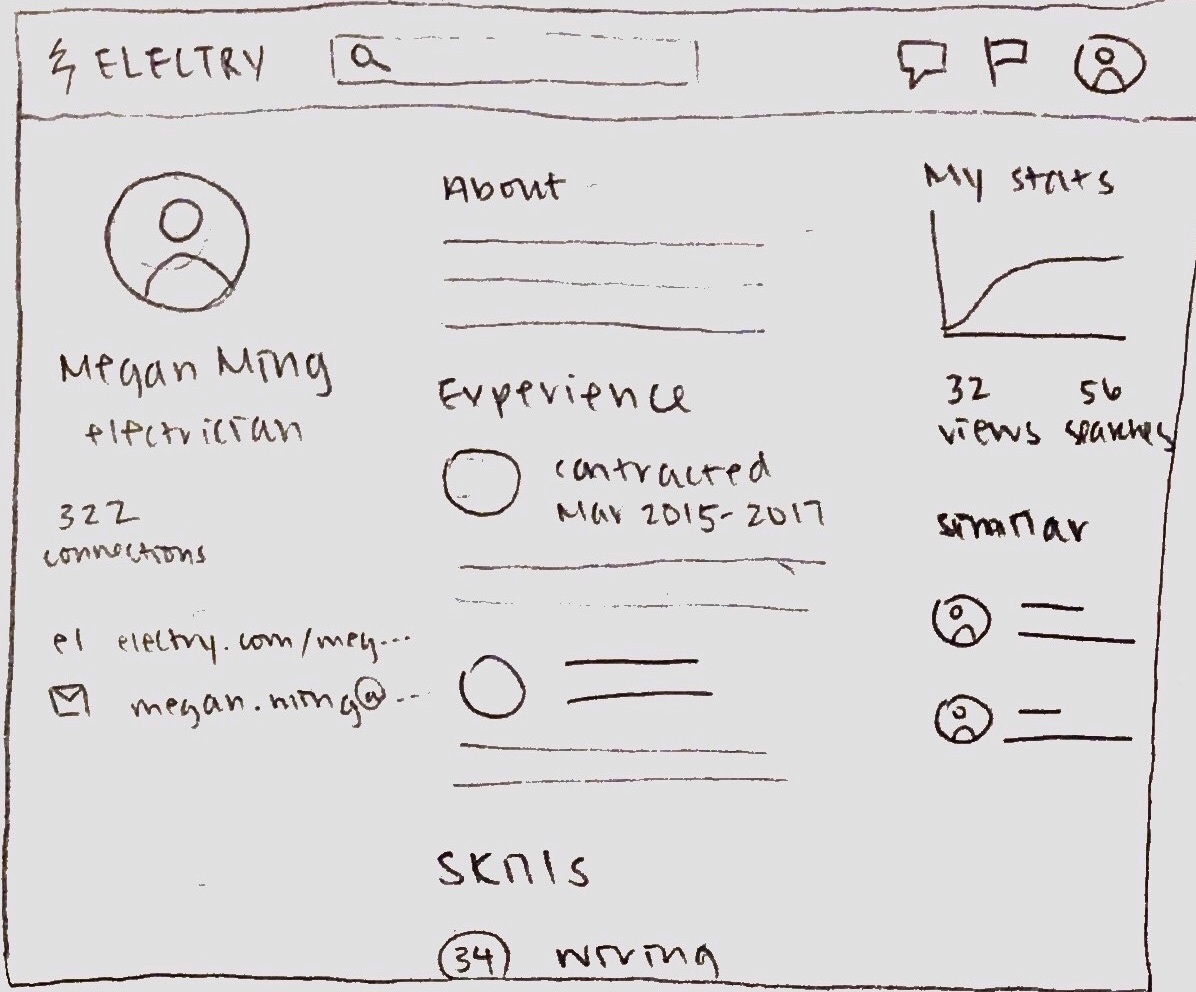 ELECTRY
Megan Ming
electrician
322
connections
el electry.com/meg...
megan.ming@...
About
Experience
contracted
Mar 2015-2017
Skills
34 wiring
My stats
32 56
views searches
similar